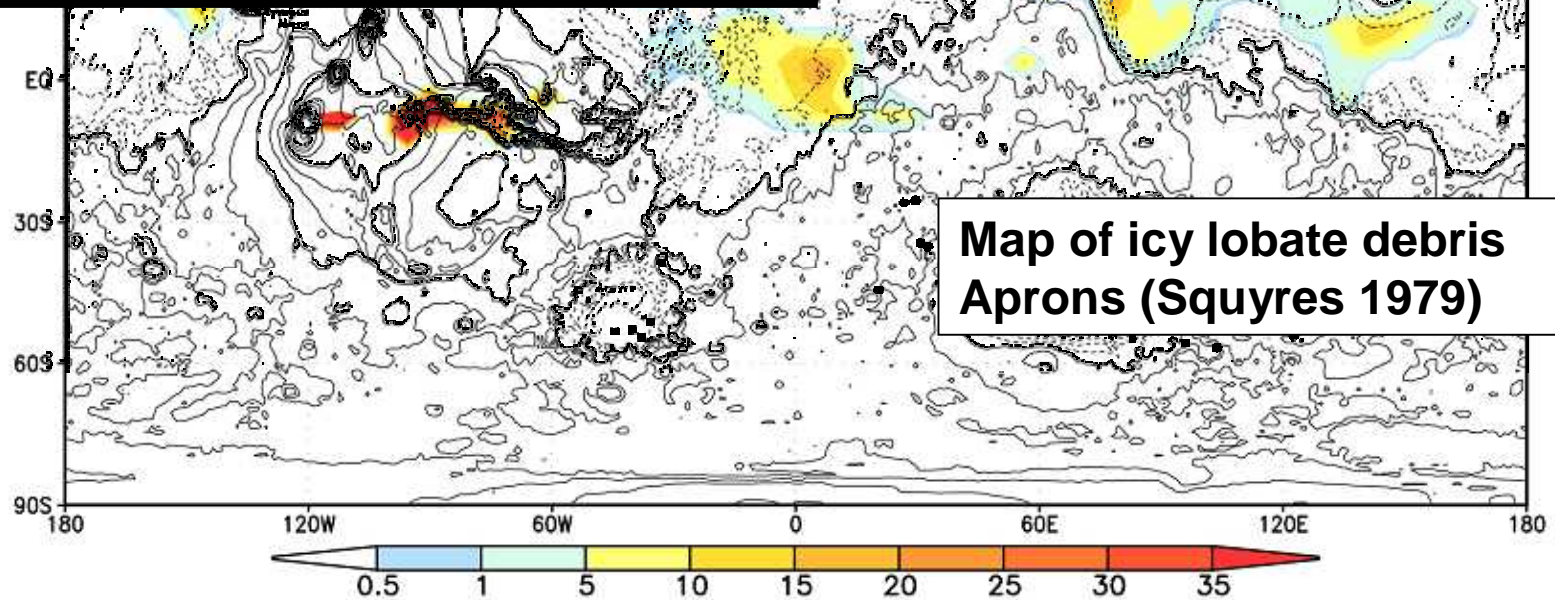 EQ
30S
Map of icy lobate debris
Aprons (Squyres 1979)
60S
90S
180 120W 60W 0 60E 120E 180
0.5 1 5 10 15 20 25 30 35